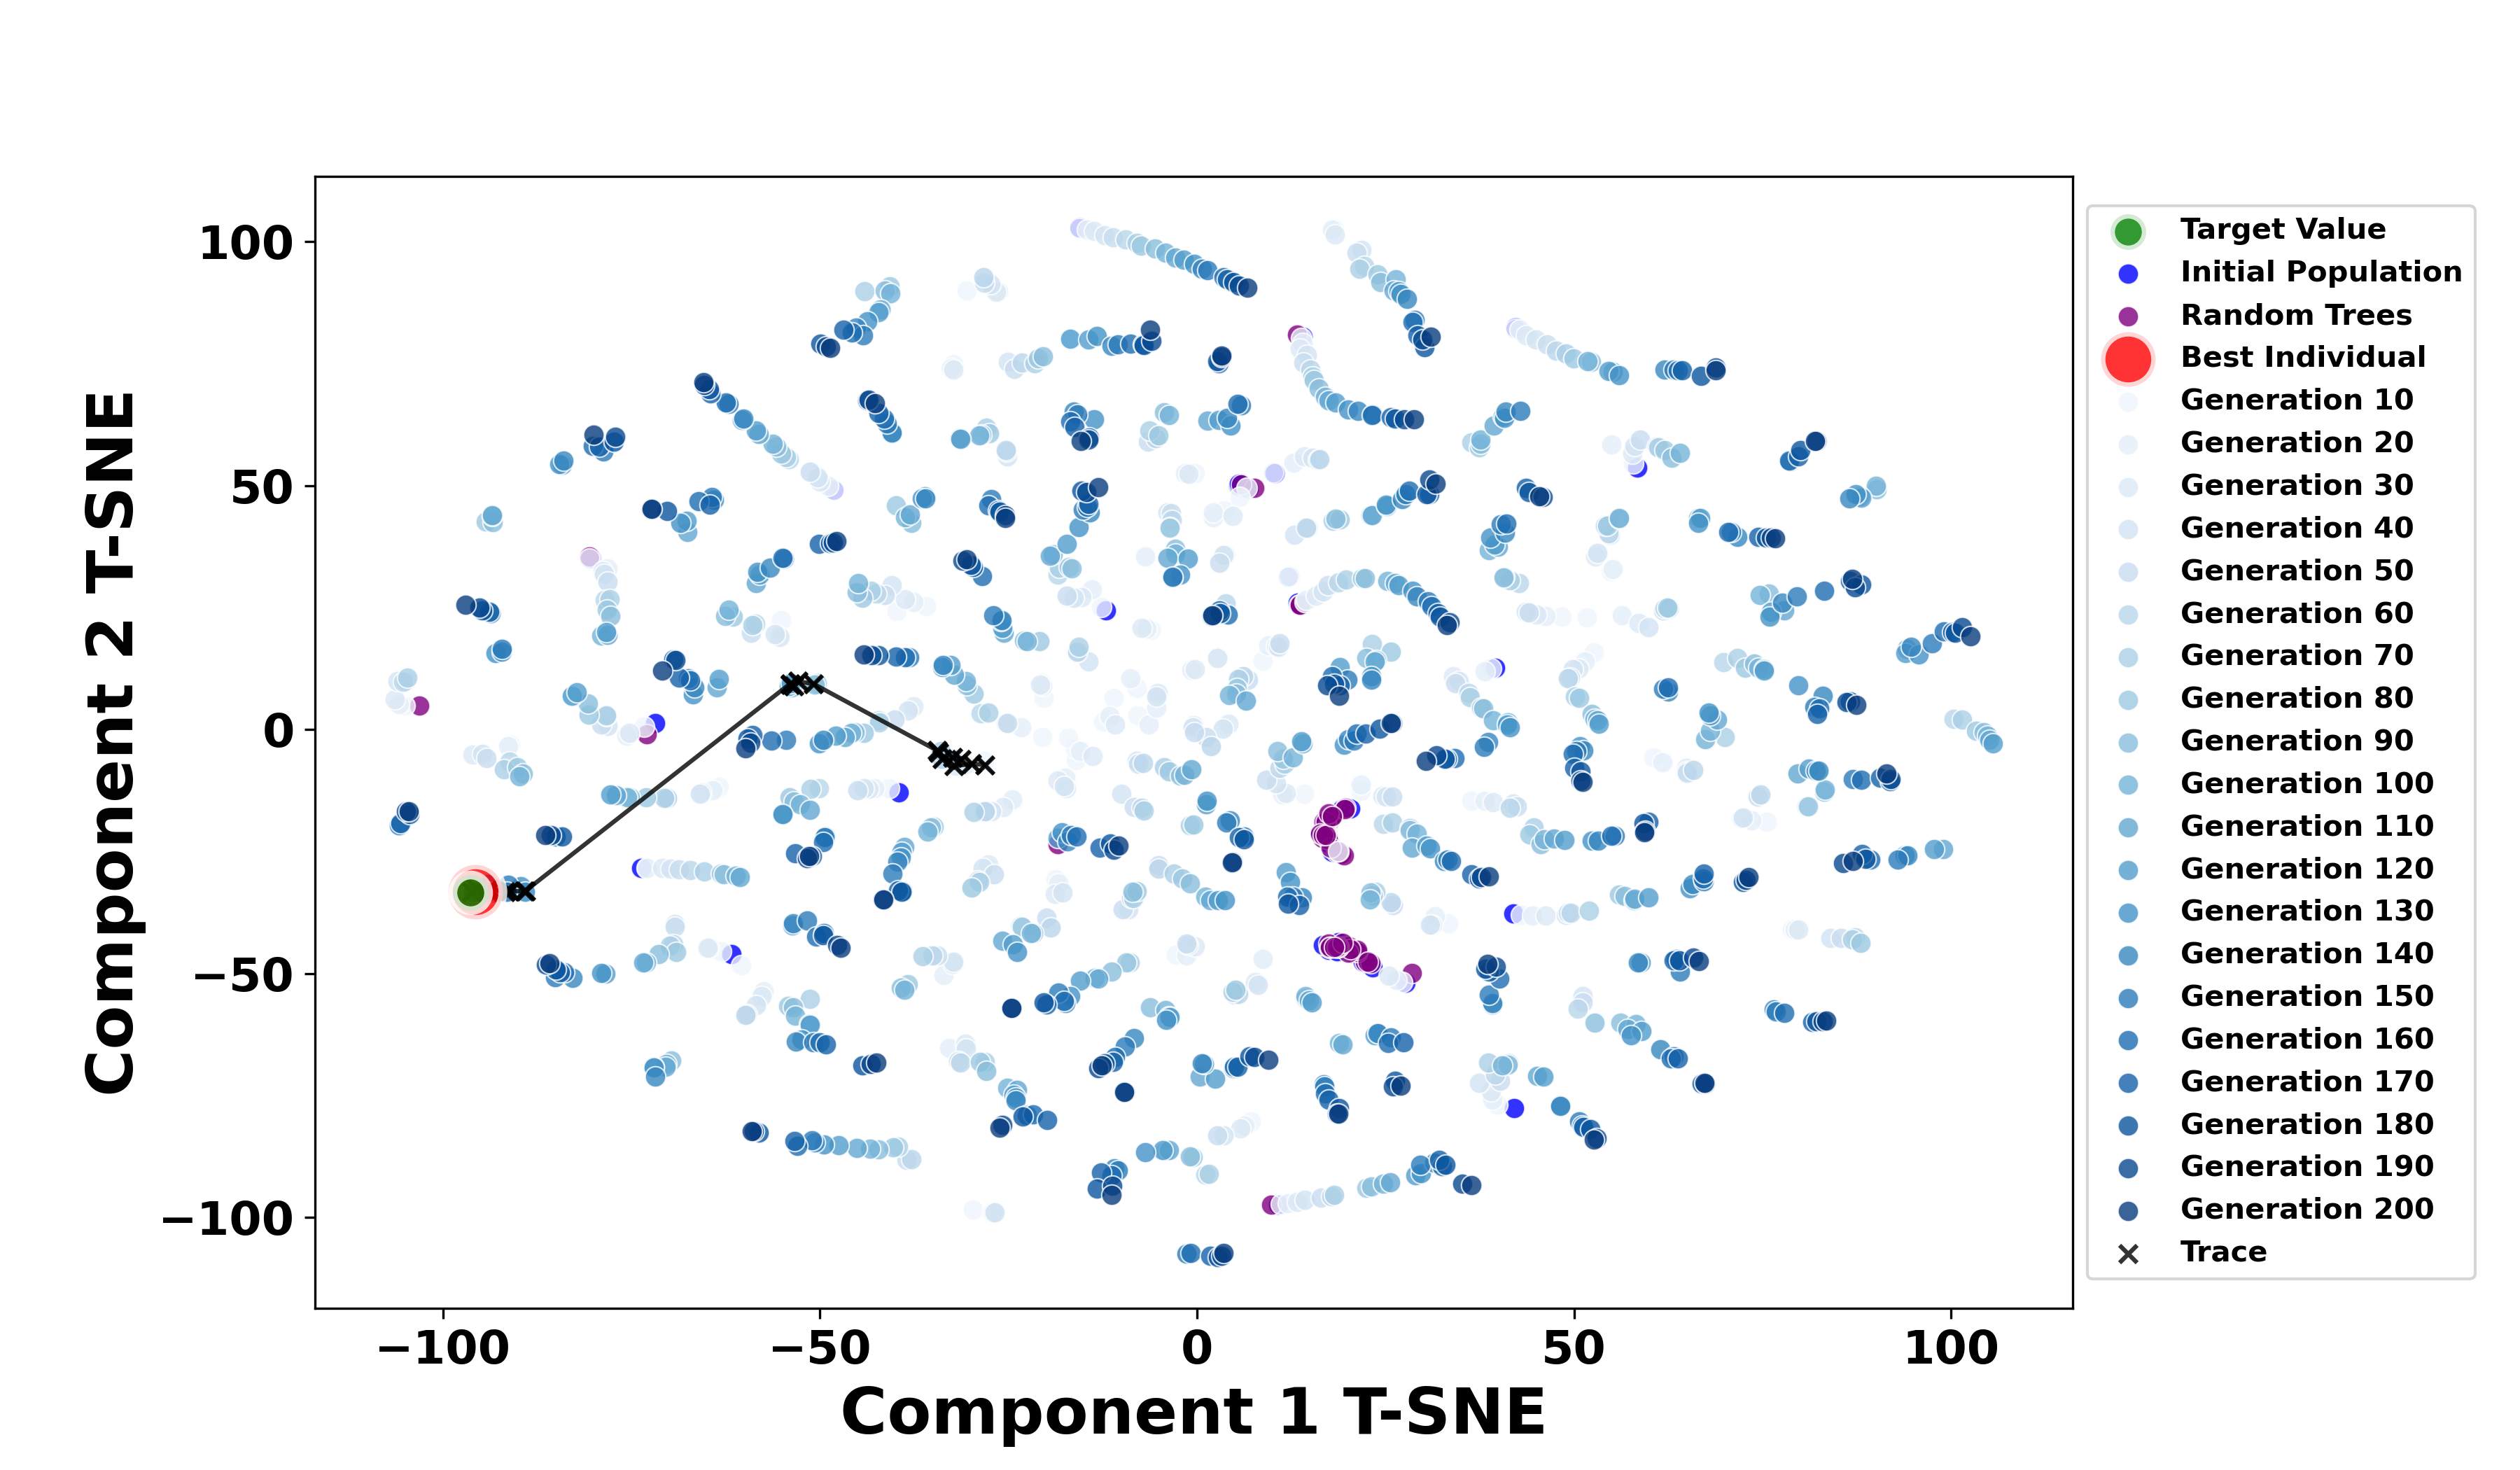 100
50
0
−50
−100
Component 2 T-SNE
−100
−50
0
50
100
Component 1 T-SNE
Target Value
Initial Population
Random Trees
Best Individual
Generation 10
Generation 20
Generation 30
Generation 40
Generation 50
Generation 60
Generation 70
Generation 80
Generation 90
Generation 100
Generation 110
Generation 120
Generation 130
Generation 140
Generation 150
Generation 160
Generation 170
Generation 180
Generation 190
Generation 200
Trace